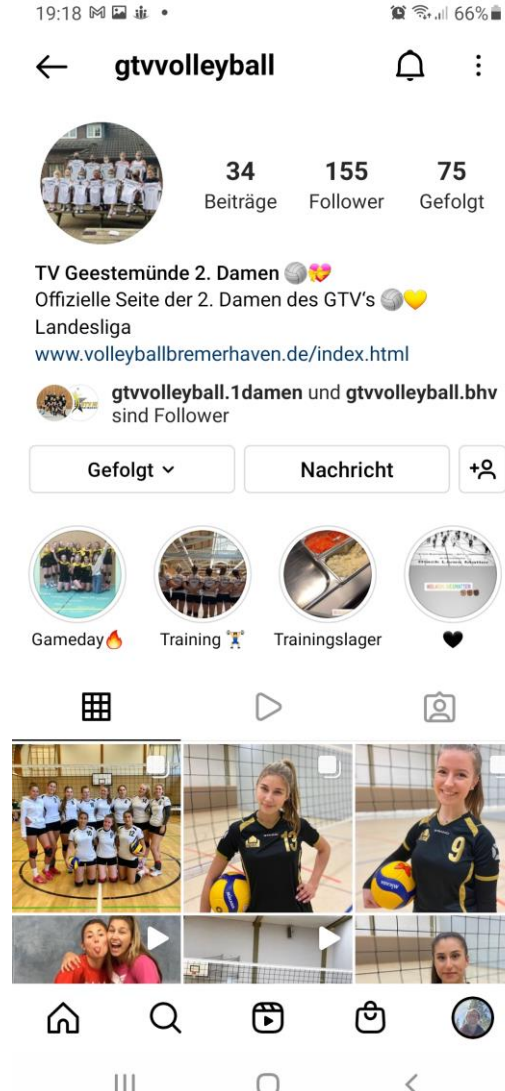 19:18
66%
gtvvolleyball
34 155 75
Beiträge Follower Gefolgt
TV Geestemünde 2. Damen 🏐💝
Offizielle Seite der 2. Damen des GTV‘s 🏐💛
Landesliga
www.volleyballbremerhaven.de/index.html
gtvvolleyball.1damen und gtvvolleyball.bhv
sind Follower
Gefolgt Nachricht
Gameday🔥 Training 🏋️ Trainingslager 🖤
13
9